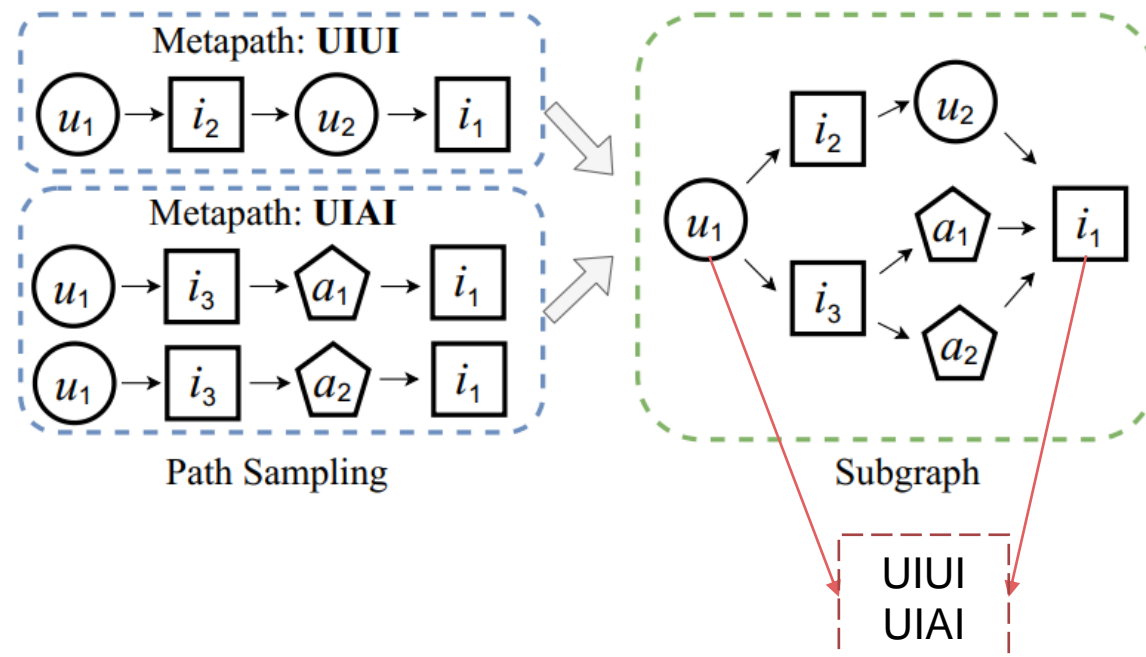 Metapath: UIUI
u1 i2 u2 i1
Metapath: UIAI
u1 i3 a1 i1
u1 i3 a2 i1
Path Sampling
u2
i2
u1 a1 i1
i3
a2
Subgraph
UIUI
UIAI